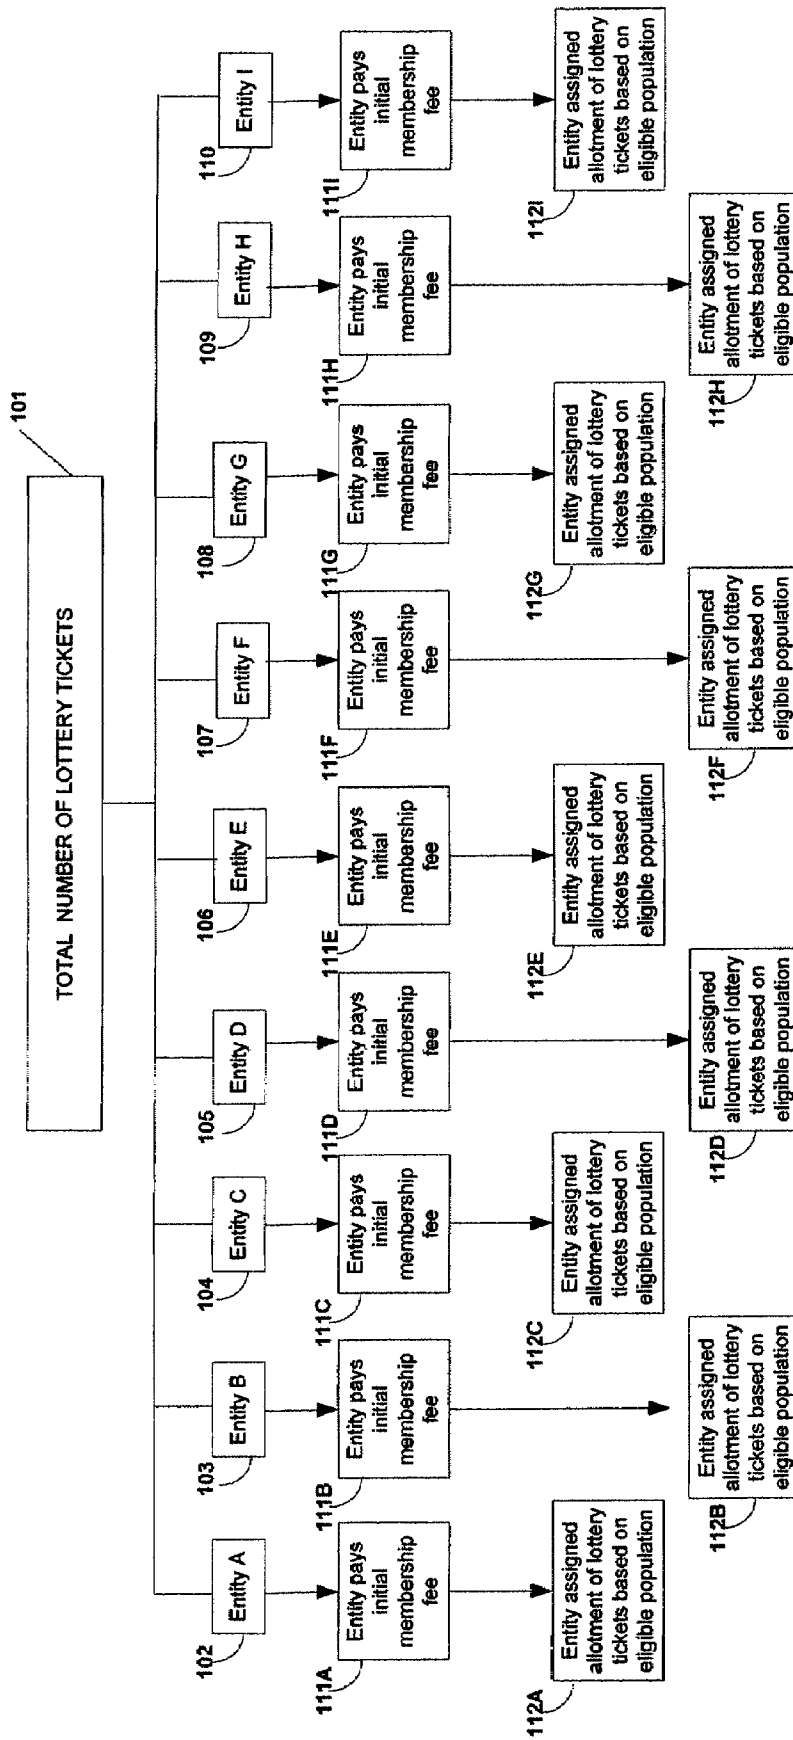 101
TOTAL NUMBER OF LOTTERY TICKETS
102
Entity A
103
Entity B
104
Entity C
105
Entity D
106
Entity E
107
Entity F
108
Entity G
109
Entity H
110
Entity I
111A
Entity pays
initial
membership
fee
111B
Entity pays
initial
membership
fee
111C
Entity pays
initial
membership
fee
111D
Entity pays
initial
membership
fee
111E
Entity pays
initial
membership
fee
111F
Entity pays
initial
membership
fee
111G
Entity pays
initial
membership
fee
111H
Entity pays
initial
membership
fee
111I
Entity pays
initial
membership
fee
112A
Entity assigned
allotment of lottery
tickets based on
eligible population
112B
Entity assigned
allotment of lottery
tickets based on
eligible population
112C
Entity assigned
allotment of lottery
tickets based on
eligible population
112D
Entity assigned
allotment of lottery
tickets based on
eligible population
112E
Entity assigned
allotment of lottery
tickets based on
eligible population
112F
Entity assigned
allotment of lottery
tickets based on
eligible population
112G
Entity assigned
allotment of lottery
tickets based on
eligible population
112H
Entity assigned
allotment of lottery
tickets based on
eligible population
112I
Entity assigned
allotment of lottery
tickets based on
eligible population